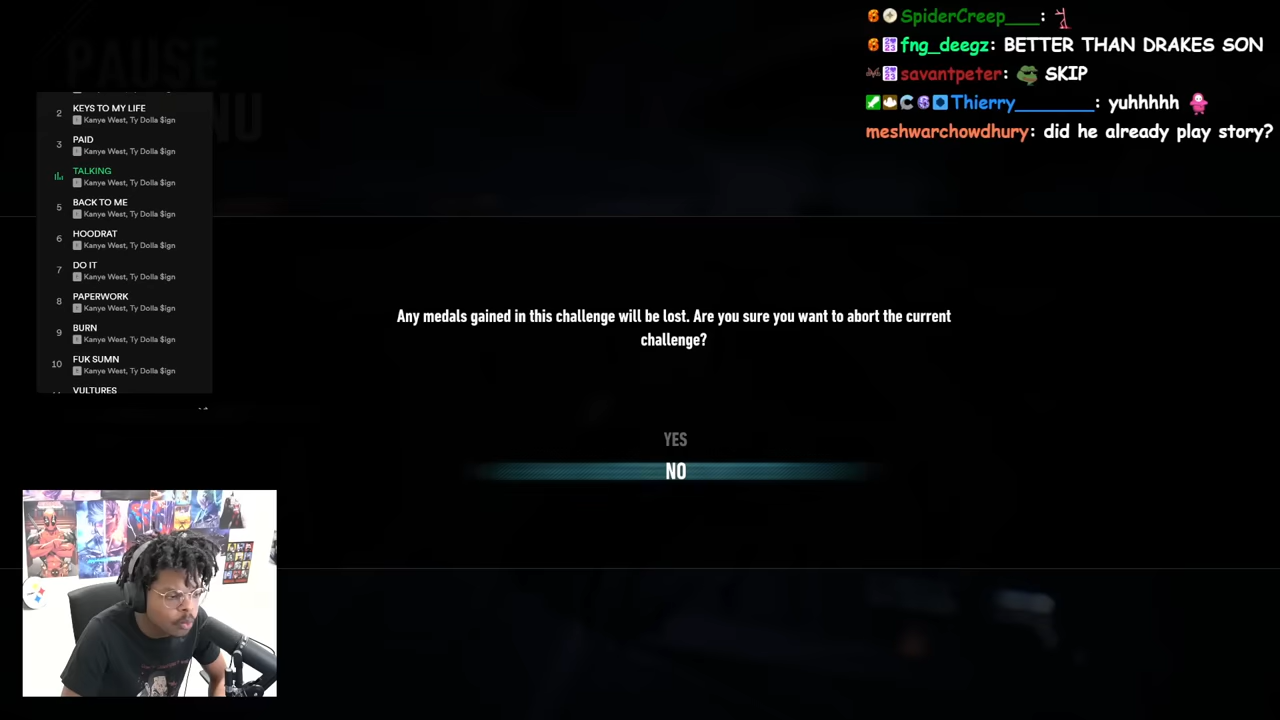 PAUSE
NU
2 KEYS TO MY LIFE
Kanye West, Ty Dolla $ign
3 PAID
Kanye West, Ty Dolla $ign
TALKING
Kanye West, Ty Dolla $ign
5 BACK TO ME
Kanye West, Ty Dolla $ign
6 HOODRAT
Kanye West, Ty Dolla $ign
7 DO IT
Kanye West, Ty Dolla $ign
8 PAPERWORK
Kanye West, Ty Dolla $ign
9 BURN
Kanye West, Ty Dolla $ign
10 FUK SUMN
Kanye West, Ty Dolla $ign
VULTURES
SpiderCreep___:
fng_deegz: BETTER THAN DRAKES SON
savantpeter: SKIP
Thierry________: yuhhhhh
meshwarchowdhury: did he already play story?
Any medals gained in this challenge will be lost. Are you sure you want to abort the current
challenge?
YES
NO